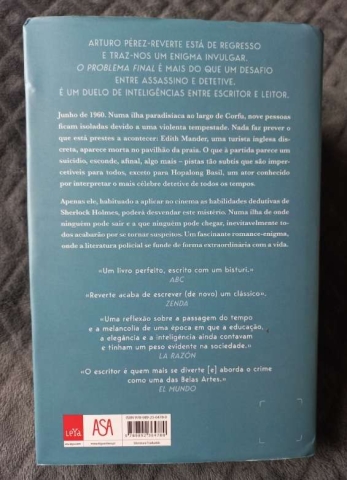 ARTURO PÉREZ-REVERTE ESTÁ DE REGRESSO
E TRAZ-NOS UM ENIGMA INVULGAR.
O PROBLEMA FINAL É MAIS DO QUE UM DESAFIO
ENTRE ASSASSINO E DETETIVE.
É UM DUELO DE INTELIGÊNCIAS ENTRE ESCRITOR E LEITOR.
Junho de 1960. Numa ilha paradisíaca ao largo de Corfu, nove pessoas
ficam isoladas devido a uma violenta tempestade. Nada faz prever o
que está prestes a acontecer: Edith Mander, uma turista inglesa dis-
creta, aparece morta no pavilhão da praia. O que à partida parece um
suicídio, esconde, afinal, algo mais – pistas tão subtis que são imper-
cetíveis para todos, exceto para Hopalong Basil, um ator conhecido
por interpretar o mais célebre detetive de todos os tempos.
Apenas ele, habituado a aplicar no cinema as habilidades dedutivas de
Sherlock Holmes, poderá desvendar este mistério. Numa ilha de onde
ninguém pode sair e a que ninguém pode chegar, inevitavelmente to-
dos acabarão por se tornar suspeitos. Um fascinante romance-enigma,
onde a literatura policial se funde de forma extraordinária com a vida.
«Um livro perfeito, escrito com um bisturi.»
ABC
«Reverte acaba de escrever (de novo) um clássico».
ZENDA
«Uma reflexão sobre a passagem do tempo
e a melancolia de uma época em que a educação,
a elegância e a inteligência ainda contavam
e tinham um peso evidente na sociedade.»
LA RAZÓN
«O escritor é quem mais se diverte [e] aborda o crime
como uma das Belas Artes.»
EL MUNDO
LeYa
ASA